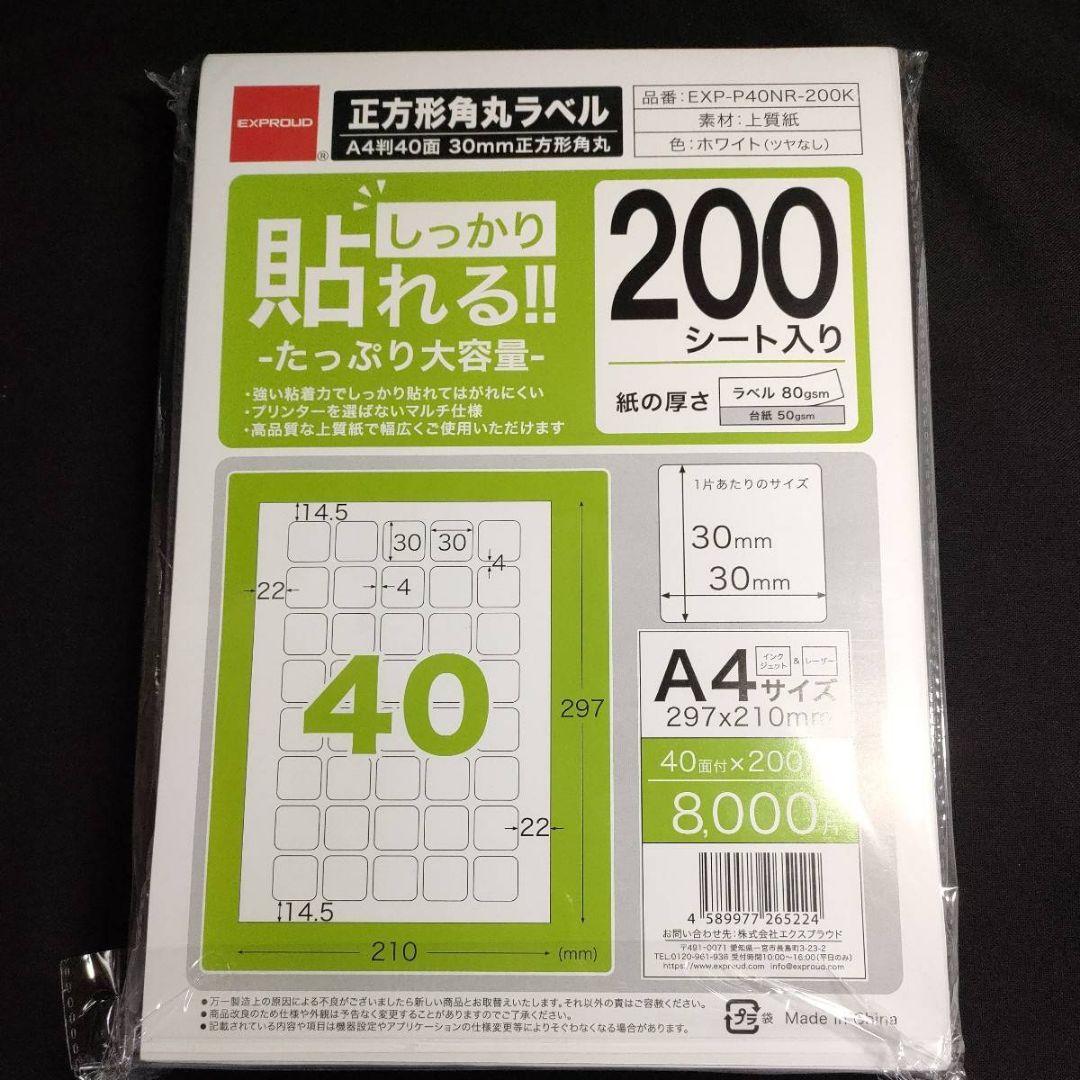 EXPROUD
®
正方形角丸ラベル
A4判40面 30mm正方形角丸
品番:EXP-P40NR-200K
素材:上質紙
色:ホワイト(ツヤなし)
しっかり
貼れる!!
-たっぷり大容量-
・強い粘着力でしっかり貼れてはがれにくい
・プリンターを選ばないマルチ仕様
・高品質な上質紙で幅広くご使用いただけます
200
シート入り
紙の厚さ
ラベル 80gsm
台紙 50gsm
14.5
30
30
4
22
4
40
297
22
14.5
210
(mm)
1片あたりのサイズ
30mm
30mm
A4サイズ
インクジェット & レーザー
297x210mm
40面付×200
8,000片
4 589977 265224
お問い合わせ先:株式会社エクスプラウド
〒491-0071 愛知県一宮市長島町3-23-2
TEL.0120-961-936 受付時間10:00～16:00(平日のみ)
https://www.exproud.com info@exproud.com
●万一製造上の原因による不良がございましたら新しい商品とお取替えいたします。それ以外の責はご容赦ください。
●商品改良のため仕様や外観は予告なく変更することがありますのでご了承ください。
●記載されている内容や項目は機器設定やアプリケーションの仕様変更等によりそぐわなくなる場合があります。
プラ 袋 Made in China